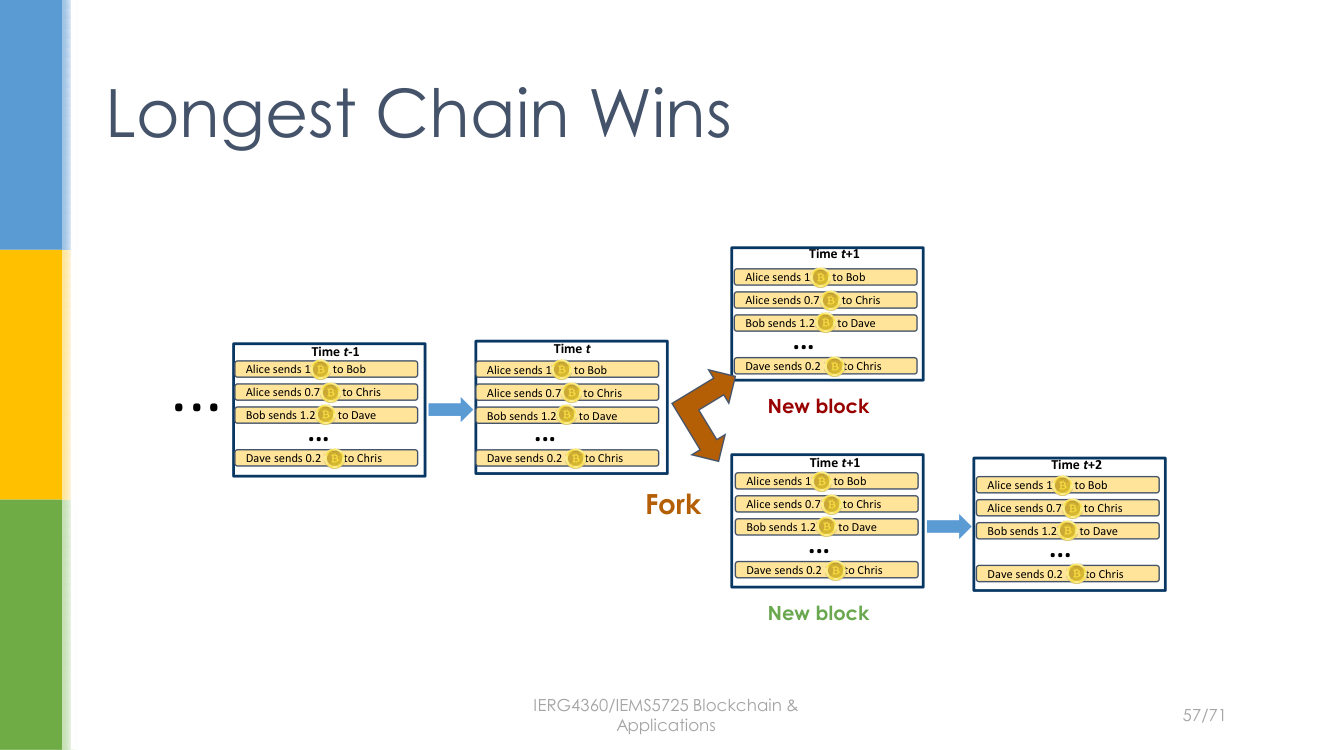 Longest Chain Wins
Time t-1
Alice sends 1 ₿ to Bob
Alice sends 0.7 ₿ to Chris
Bob sends 1.2 ₿ to Dave
...
Dave sends 0.2 ₿ to Chris
...
Time t
Alice sends 1 ₿ to Bob
Alice sends 0.7 ₿ to Chris
Bob sends 1.2 ₿ to Dave
...
Dave sends 0.2 ₿ to Chris
Fork
Time t+1
Alice sends 1 ₿ to Bob
Alice sends 0.7 ₿ to Chris
Bob sends 1.2 ₿ to Dave
...
Dave sends 0.2 ₿ to Chris
New block
Time t+1
Alice sends 1 ₿ to Bob
Alice sends 0.7 ₿ to Chris
Bob sends 1.2 ₿ to Dave
...
Dave sends 0.2 ₿ to Chris
New block
Time t+2
Alice sends 1 ₿ to Bob
Alice sends 0.7 ₿ to Chris
Bob sends 1.2 ₿ to Dave
...
Dave sends 0.2 ₿ to Chris
IERG4360/IEMS5725 Blockchain &
Applications
57/71